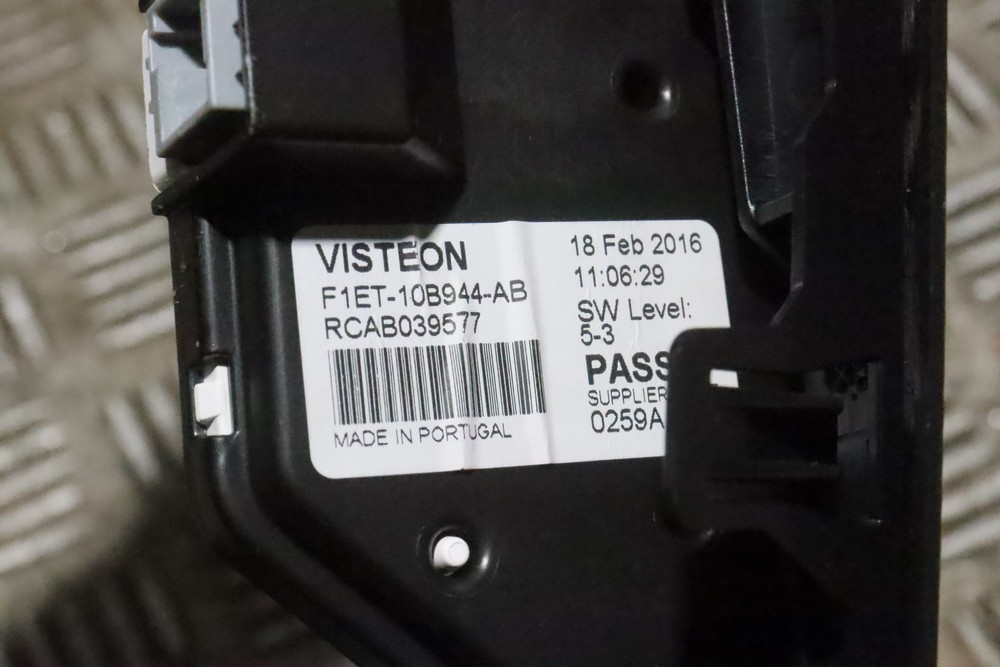 VISTEON
F1ET-10B944-AB
RCAB039577
MADE IN PORTUGAL
18 Feb 2016
11:06:29
SW Level:
5-3
PASS
SUPPLIER
0259A